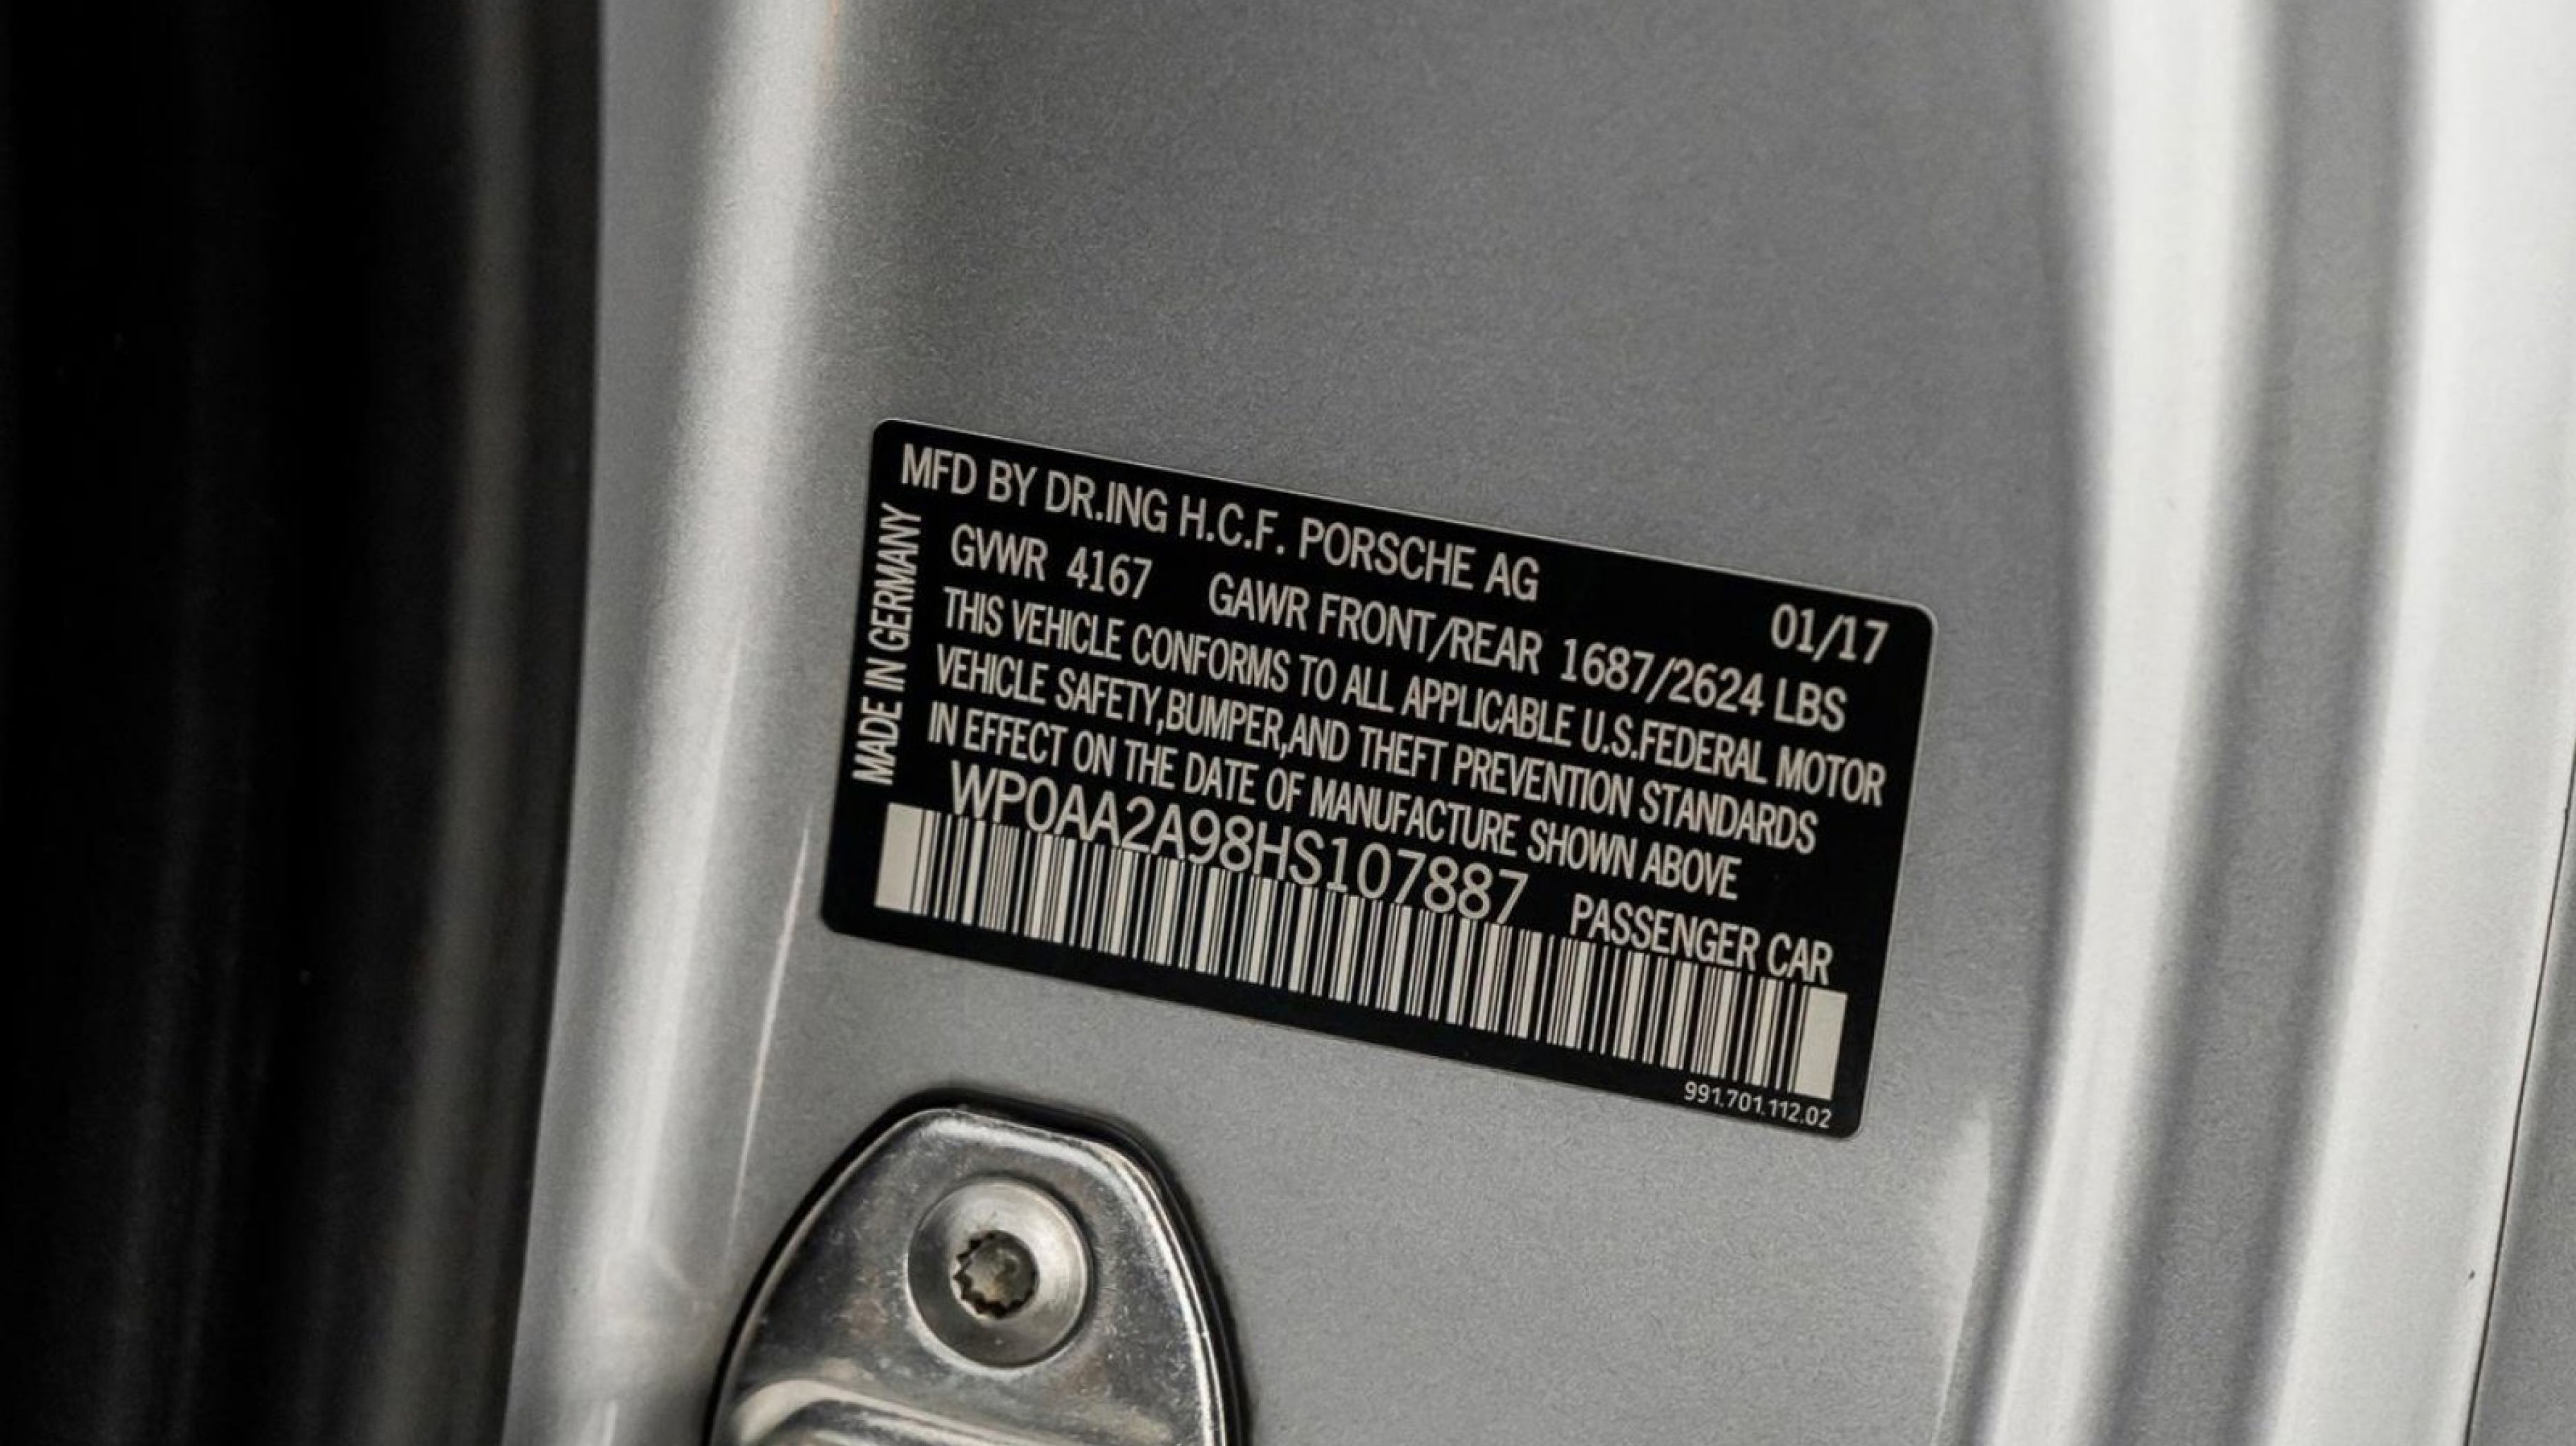 MFD BY DR.ING H.C.F. PORSCHE AG
01/17
GVWR 4167 GAWR FRONT/REAR 1687/2624 LBS
THIS VEHICLE CONFORMS TO ALL APPLICABLE U.S.FEDERAL MOTOR
VEHICLE SAFETY,BUMPER,AND THEFT PREVENTION STANDARDS
IN EFFECT ON THE DATE OF MANUFACTURE SHOWN ABOVE
WP0AA2A98HS107887 PASSENGER CAR
991.701.112.02
MADE IN GERMANY